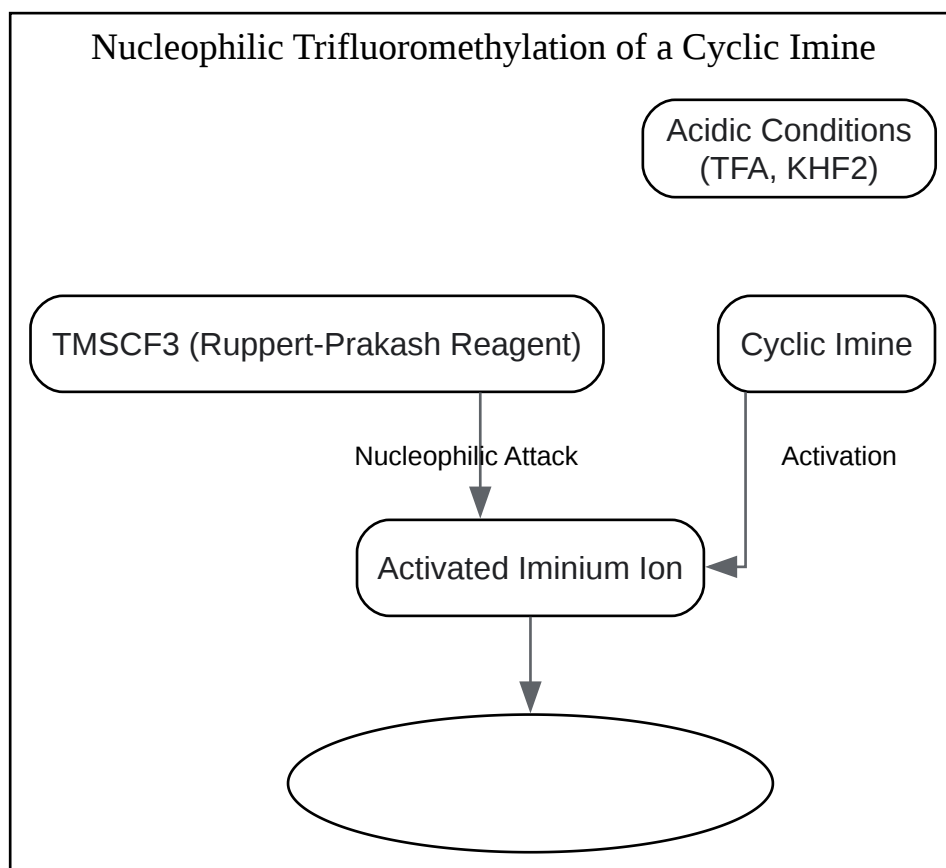 Nucleophilic Trifluoromethylation of a Cyclic Imine
Acidic Conditions
(TFA, KHF2)
TMSCF3 (Ruppert-Prakash Reagent)
Cyclic Imine
Nucleophilic Attack
Activation
Activated Iminium Ion